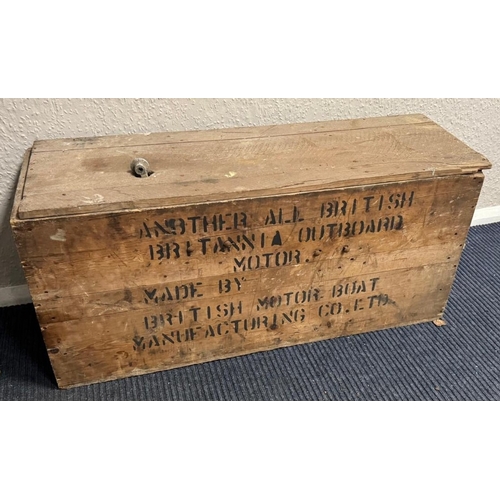 ANOTHER ALL BRITISH
BRITANNIA OUTBOARD
MOTOR.
MADE BY
BRITISH MOTOR BOAT
MANUFACTURING CO. LTD.